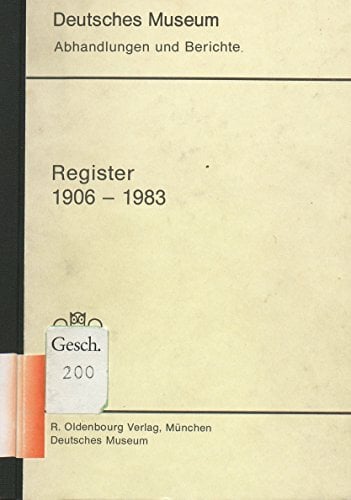 Deutsches Museum
Abhandlungen und Berichte.
Register
1906 – 1983
Gesch.
200
R. Oldenbourg Verlag, München
Deutsches Museum